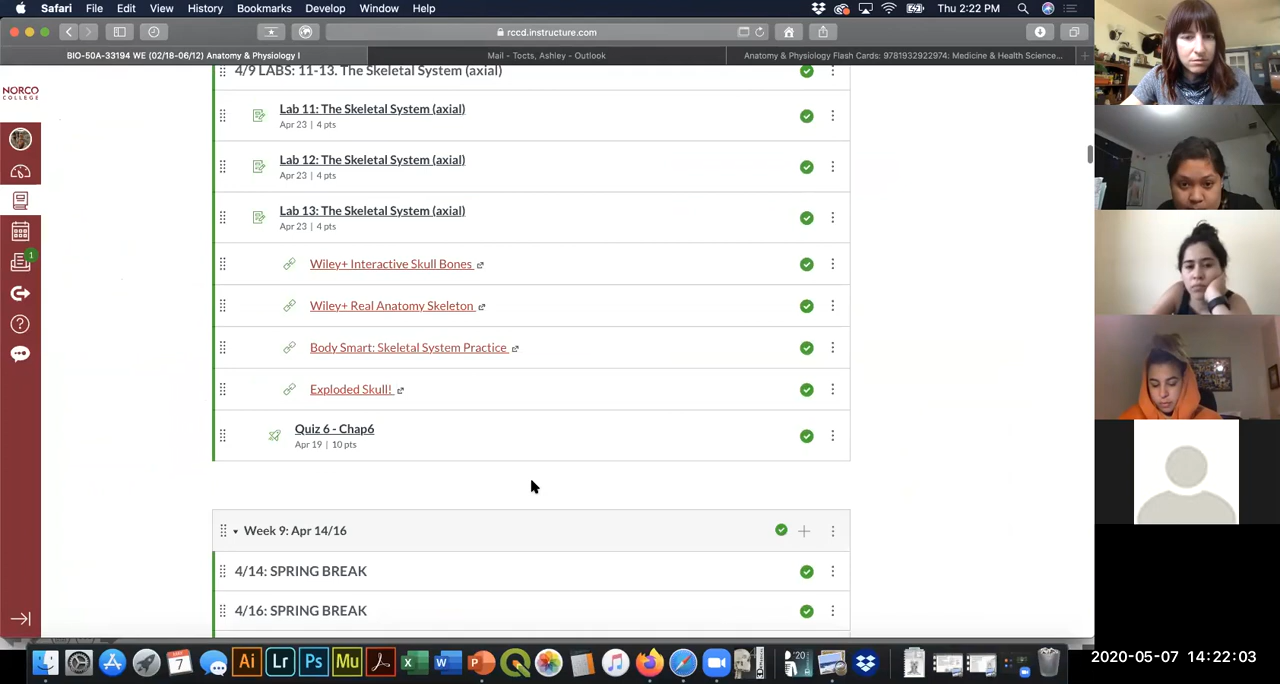 Safari File Edit View History Bookmarks Develop Window Help Thu 2:22 PM
rccd.instructure.com
BIO-50A-33194 WE (02/18-06/12) Anatomy & Physiology I
Mail - Tocts, Ashley - Outlook
Anatomy & Physiology Flash Cards: 9781932922974: Medicine & Health Science...
NORCO
COLLEGE
1
4/9 LABS: 11-13. The Skeletal System (axial)
Lab 11: The Skeletal System (axial)
Apr 23 | 4 pts
Lab 12: The Skeletal System (axial)
Apr 23 | 4 pts
Lab 13: The Skeletal System (axial)
Apr 23 | 4 pts
Wiley+ Interactive Skull Bones
Wiley+ Real Anatomy Skeleton
Body Smart: Skeletal System Practice
Exploded Skull!
Quiz 6 - Chap6
Apr 19 | 10 pts
Week 9: Apr 14/16
4/14: SPRING BREAK
4/16: SPRING BREAK
7
Ai Lr Ps Mu
2020-05-07 14:22:03